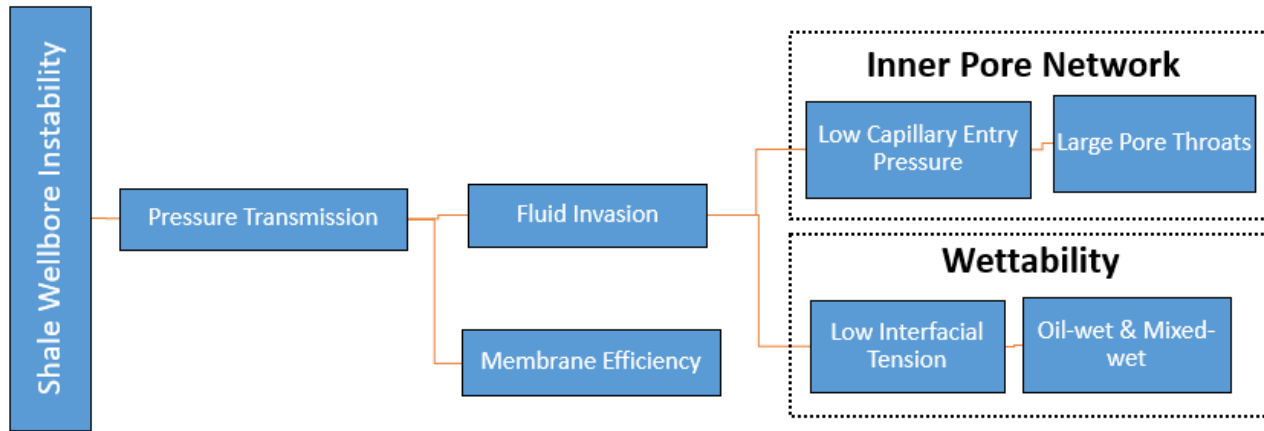 Shale Wellbore Instability
Pressure Transmission
Fluid Invasion
Membrane Efficiency
Inner Pore Network
Low Capillary Entry
Pressure
Large Pore Throats
Wettability
Low Interfacial
Tension
Oil-wet & Mixed-
wet